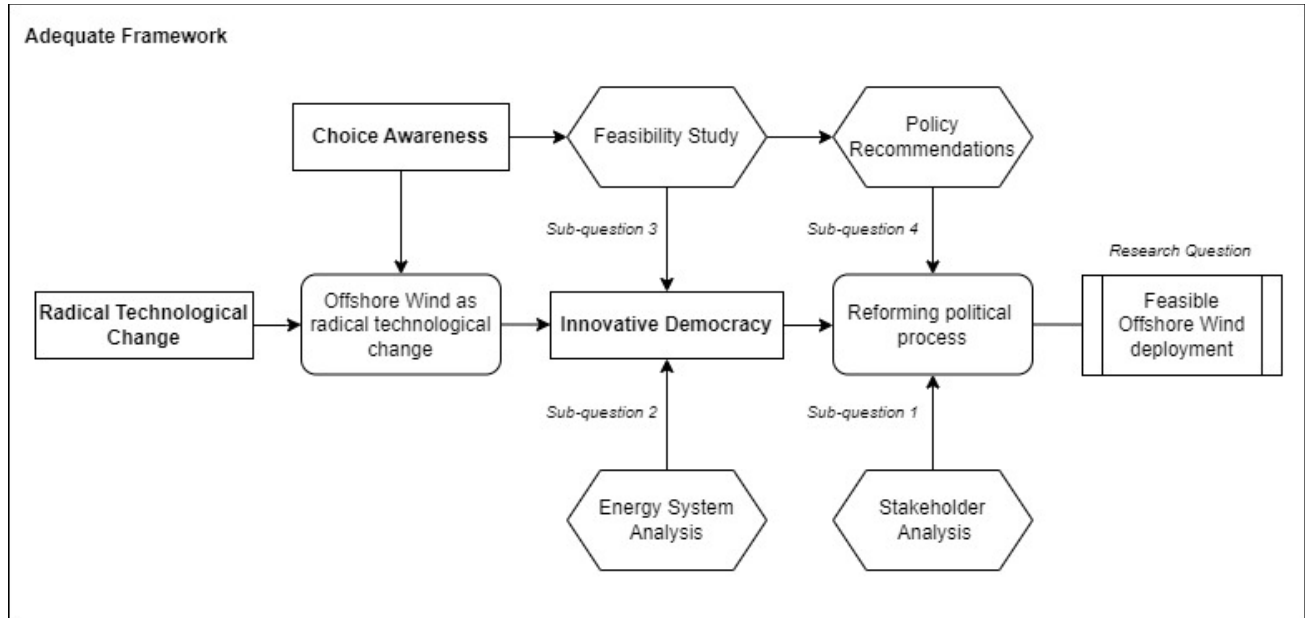 Adequate Framework
Choice Awareness
Feasibility Study
Policy
Recommendations
Sub-question 3
Sub-question 4
Research Question
Radical Technological
Change
Offshore Wind as
radical technological
change
Innovative Democracy
Reforming political
process
Feasible
Offshore Wind
deployment
Sub-question 2
Sub-question 1
Energy System
Analysis
Stakeholder
Analysis